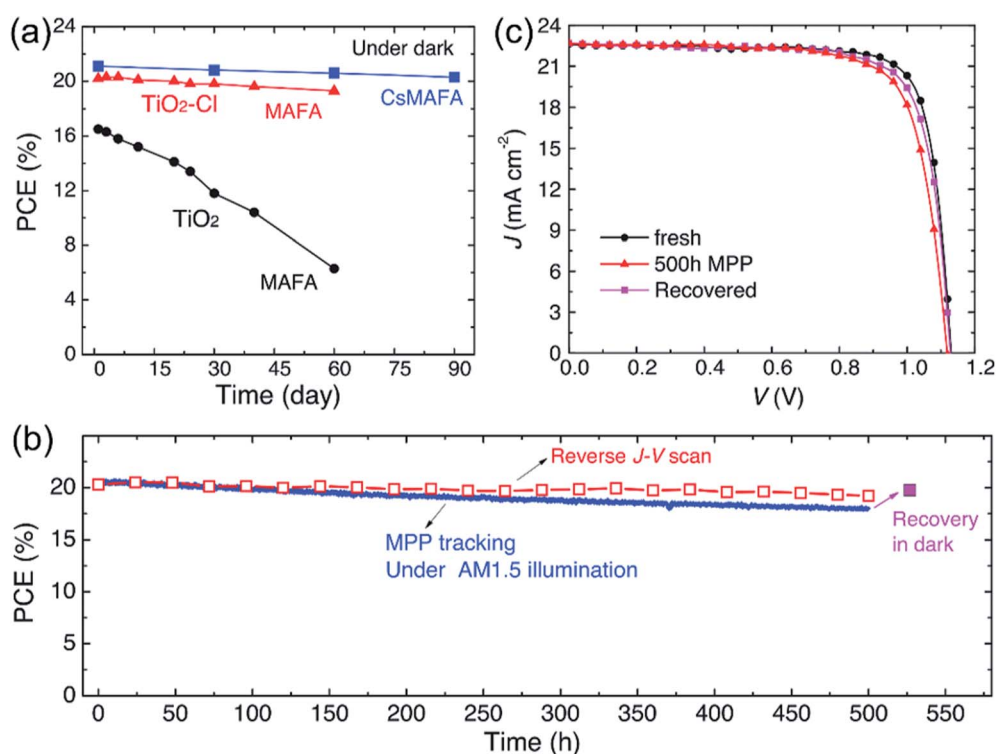 (a)
24
20
16
12
8
4
0
PCE (%)
Under dark
CsMAFA
TiO₂-Cl
MAFA
TiO₂
MAFA
0 15 30 45 60 75 90
Time (day)
(c)
24
21
18
15
12
9
6
3
0
J (mA cm⁻²)
fresh
500h MPP
Recovered
0.0 0.2 0.4 0.6 0.8 1.0 1.2
V (V)
(b)
20
15
10
5
0
PCE (%)
Reverse J-V scan
MPP tracking
Under AM1.5 illumination
Recovery
in dark
0 50 100 150 200 250 300 350 400 450 500 550
Time (h)